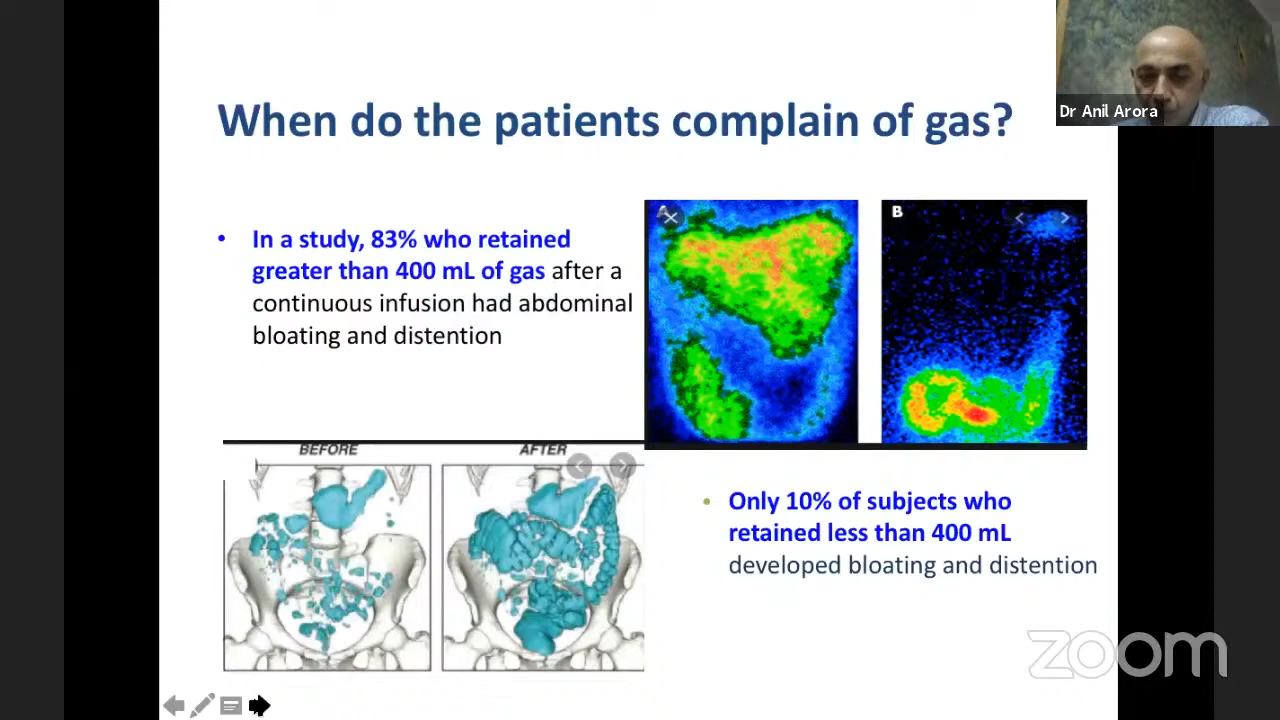 When do the patients complain of gas?
Dr Anil Arora
• In a study, 83% who retained
greater than 400 mL of gas after a
continuous infusion had abdominal
bloating and distention
B
BEFORE
AFTER
• Only 10% of subjects who
retained less than 400 mL
developed bloating and distention
zoom